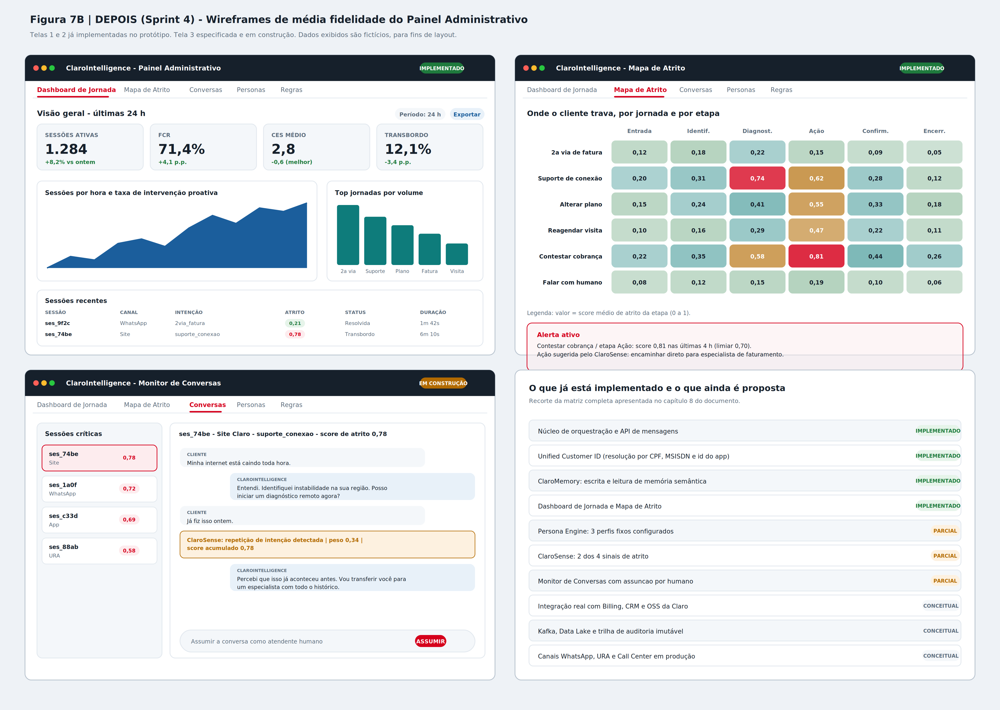 Figura 7B | DEPOIS (Sprint 4) - Wireframes de média fidelidade do Painel Administrativo
Telas 1 e 2 já implementadas no protótipo. Tela 3 especificada e em construção. Dados exibidos são fictícios, para fins de layout.
ClaroIntelligence - Painel Administrativo
IMPLEMENTADO
Dashboard de Jornada Mapa de Atrito Conversas Personas Regras
Visão geral - últimas 24 h
Período: 24 h Exportar
SESSÕES ATIVAS
1.284
+8,2% vs ontem
FCR
71,4%
+4,1 p.p.
CES MÉDIO
2,8
-0,6 (melhor)
TRANSBORDO
12,1%
-3,4 p.p.
Sessões por hora e taxa de intervenção proativa
Top jornadas por volume
2a via Suporte Plano Fatura Visita
Sessões recentes
SESSÃO CANAL INTENÇÃO ATRITO STATUS DURAÇÃO
ses_9f2c WhatsApp 2via_fatura 0,21 Resolvida 1m 42s
ses_74be Site suporte_conexao 0,78 Transbordo 6m 10s
ClaroIntelligence - Mapa de Atrito
IMPLEMENTADO
Dashboard de Jornada Mapa de Atrito Conversas Personas Regras
Onde o cliente trava, por jornada e por etapa
Entrada Identif. Diagnost. Ação Confirm. Encerr.
2a via de fatura 0,12 0,18 0,22 0,15 0,09 0,05
Suporte de conexão 0,20 0,31 0,74 0,62 0,28 0,12
Alterar plano 0,15 0,24 0,41 0,55 0,33 0,18
Reagendar visita 0,10 0,16 0,29 0,47 0,22 0,11
Contestar cobrança 0,22 0,35 0,58 0,81 0,44 0,26
Falar com humano 0,08 0,12 0,15 0,19 0,10 0,06
Legenda: valor = score médio de atrito da etapa (0 a 1).
Alerta ativo
Contestar cobrança / etapa Ação: score 0,81 nas últimas 4 h (limiar 0,70).
Ação sugerida pelo ClaroSense: encaminhar direto para especialista de faturamento.
ClaroIntelligence - Monitor de Conversas
EM CONSTRUÇÃO
Dashboard de Jornada Mapa de Atrito Conversas Personas Regras
Sessões críticas
ses_74be
Site
0,78
ses_1a0f
WhatsApp
0,72
ses_c33d
App
0,69
ses_88ab
URA
0,58
ses_74be - Site Claro - suporte_conexao - score de atrito 0,78
CLIENTE
Minha internet está caindo toda hora.
CLAROINTELLIGENCE
Entendi. Identifiquei instabilidade na sua região. Posso
iniciar um diagnóstico remoto agora?
CLIENTE
Já fiz isso ontem.
ClaroSense: repetição de intenção detectada | peso 0,34 |
score acumulado 0,78
CLAROINTELLIGENCE
Percebi que isso já aconteceu antes. Vou transferir você para
um especialista com todo o histórico.
Assumir a conversa como atendente humano
ASSUMIR
O que já está implementado e o que ainda é proposta
Recorte da matriz completa apresentada no capítulo 8 do documento.
Núcleo de orquestração e API de mensagens IMPLEMENTADO
Unified Customer ID (resolução por CPF, MSISDN e id do app) IMPLEMENTADO
ClaroMemory: escrita e leitura de memória semântica IMPLEMENTADO
Dashboard de Jornada e Mapa de Atrito IMPLEMENTADO
Persona Engine: 3 perfis fixos configurados PARCIAL
ClaroSense: 2 dos 4 sinais de atrito PARCIAL
Monitor de Conversas com assuncao por humano PARCIAL
Integração real com Billing, CRM e OSS da Claro CONCEITUAL
Kafka, Data Lake e trilha de auditoria imutável CONCEITUAL
Canais WhatsApp, URA e Call Center em produção CONCEITUAL